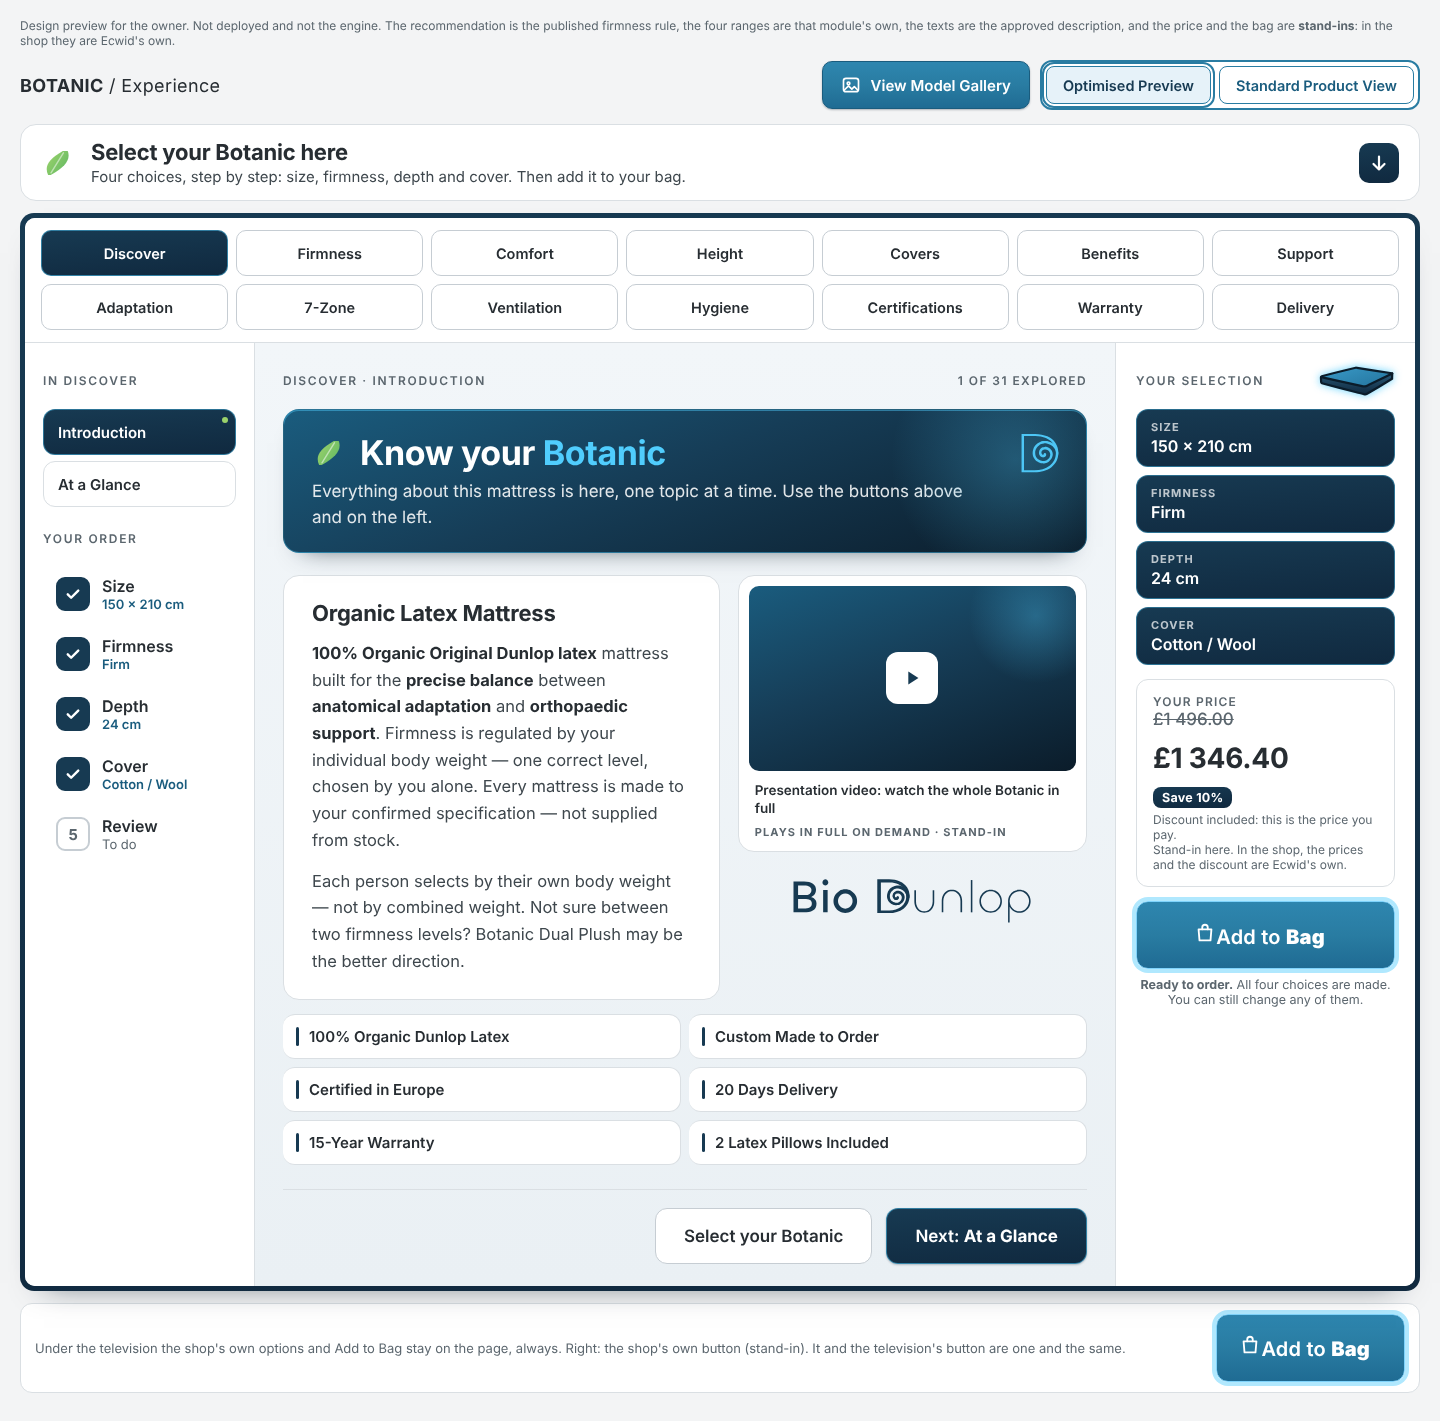 Design preview for the owner. Not deployed and not the engine. The recommendation is the published firmness rule, the four ranges are that module's own, the texts are the approved description, and the price and the bag are stand-ins: in the
shop they are Ecwid's own.
BOTANIC / Experience
View Model Gallery
Optimised Preview
Standard Product View
Select your Botanic here
Four choices, step by step: size, firmness, depth and cover. Then add it to your bag.
Discover
Firmness
Comfort
Height
Covers
Benefits
Support
Adaptation
7-Zone
Ventilation
Hygiene
Certifications
Warranty
Delivery
IN DISCOVER
Introduction
At a Glance
YOUR ORDER
Size
150 × 210 cm
Firmness
Firm
Depth
24 cm
Cover
Cotton / Wool
5
Review
To do
DISCOVER · INTRODUCTION
1 OF 31 EXPLORED
Know your Botanic
Everything about this mattress is here, one topic at a time. Use the buttons above
and on the left.
Organic Latex Mattress
100% Organic Original Dunlop latex mattress
built for the precise balance between
anatomical adaptation and orthopaedic
support. Firmness is regulated by your
individual body weight — one correct level,
chosen by you alone. Every mattress is made to
your confirmed specification — not supplied
from stock.
Each person selects by their own body weight
— not by combined weight. Not sure between
two firmness levels? Botanic Dual Plush may be
the better direction.
Presentation video: watch the whole Botanic in
full
PLAYS IN FULL ON DEMAND · STAND-IN
Bio Dunlop
100% Organic Dunlop Latex
Custom Made to Order
Certified in Europe
20 Days Delivery
15-Year Warranty
2 Latex Pillows Included
Select your Botanic
Next: At a Glance
YOUR SELECTION
SIZE
150 × 210 cm
FIRMNESS
Firm
DEPTH
24 cm
COVER
Cotton / Wool
YOUR PRICE
£1 496.00
£1 346.40
Save 10%
Discount included: this is the price you
pay.
Stand-in here. In the shop, the prices
and the discount are Ecwid's own.
Add to Bag
Ready to order. All four choices are made.
You can still change any of them.
Under the television the shop's own options and Add to Bag stay on the page, always. Right: the shop's own button (stand-in). It and the television's button are one and the same.
Add to Bag